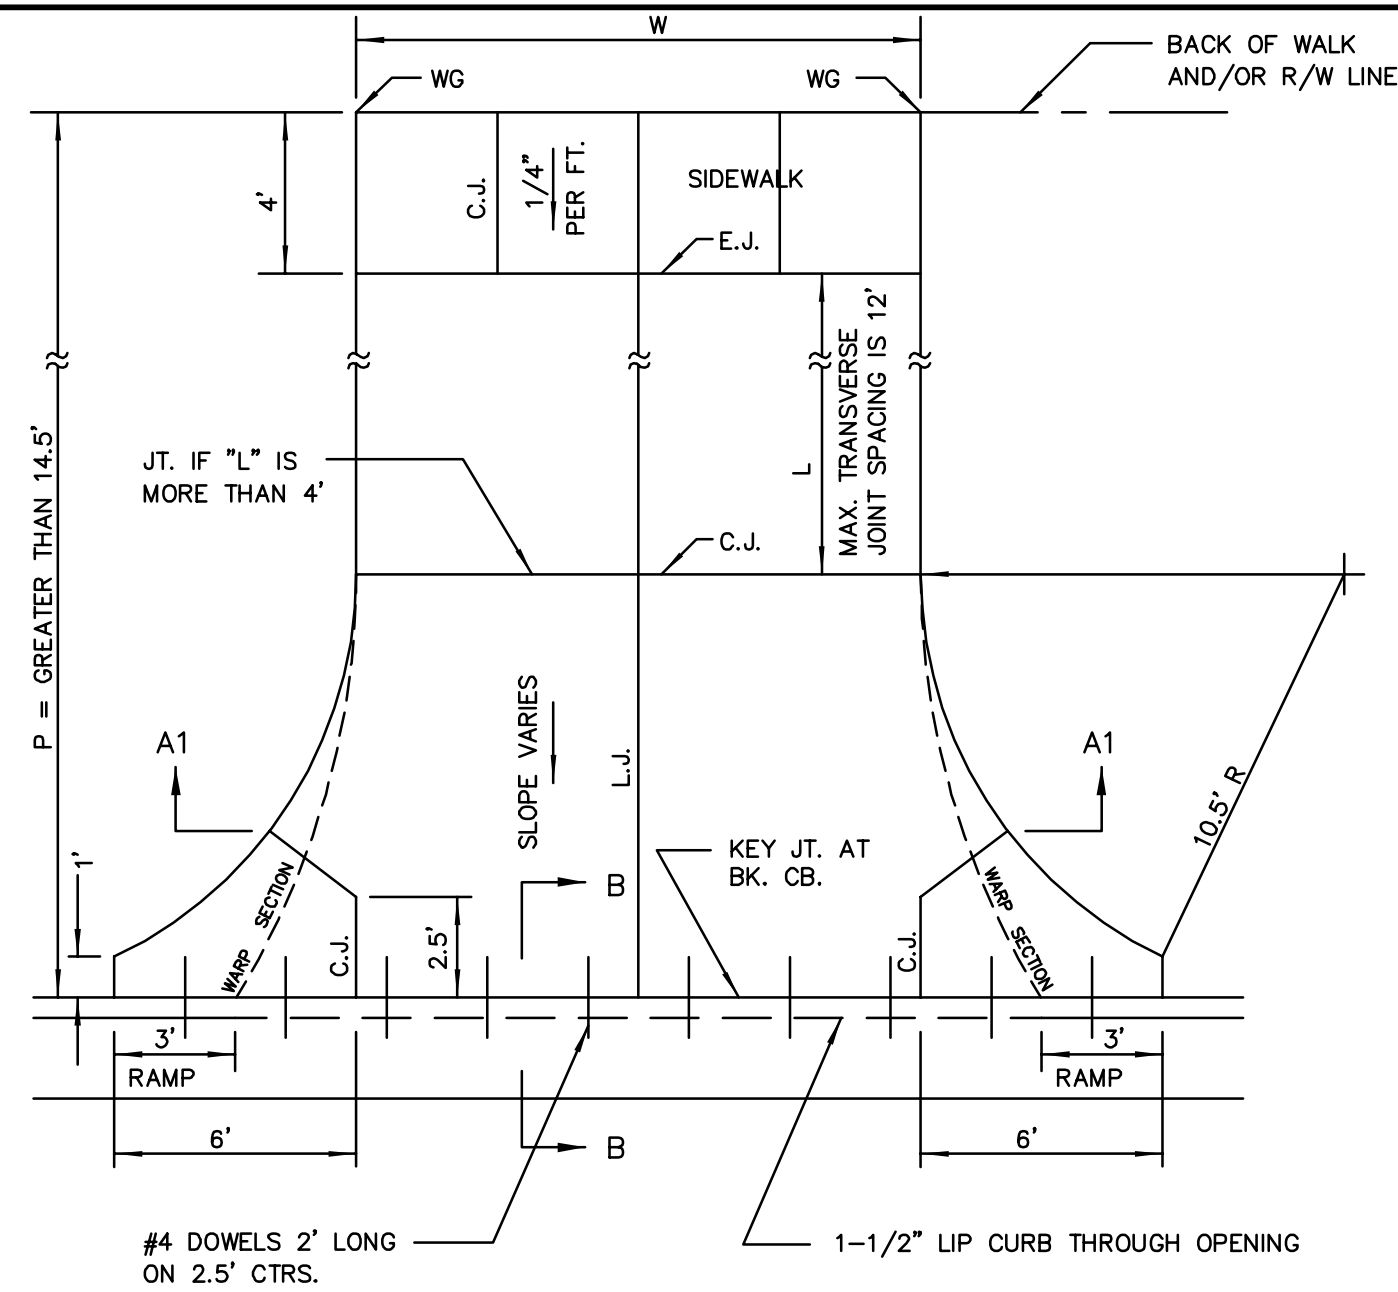 W
WG
WG
BACK OF WALK
AND/OR R/W LINE
4'
C.J.
1/4"
PER FT.
SIDEWALK
E.J.
P = GREATER THAN 14.5'
JT. IF "L" IS
MORE THAN 4'
L
MAX. TRANSVERSE
JOINT SPACING IS 12'
C.J.
A1
SLOPE VARIES
L.J.
A1
10.5' R
1'
WARP SECTION
C.J.
2.5'
B
KEY JT. AT
BK. CB.
C.J.
WARP SECTION
3'
RAMP
3'
RAMP
6'
B
6'
#4 DOWELS 2' LONG
ON 2.5' CTRS.
1-1/2" LIP CURB THROUGH OPENING